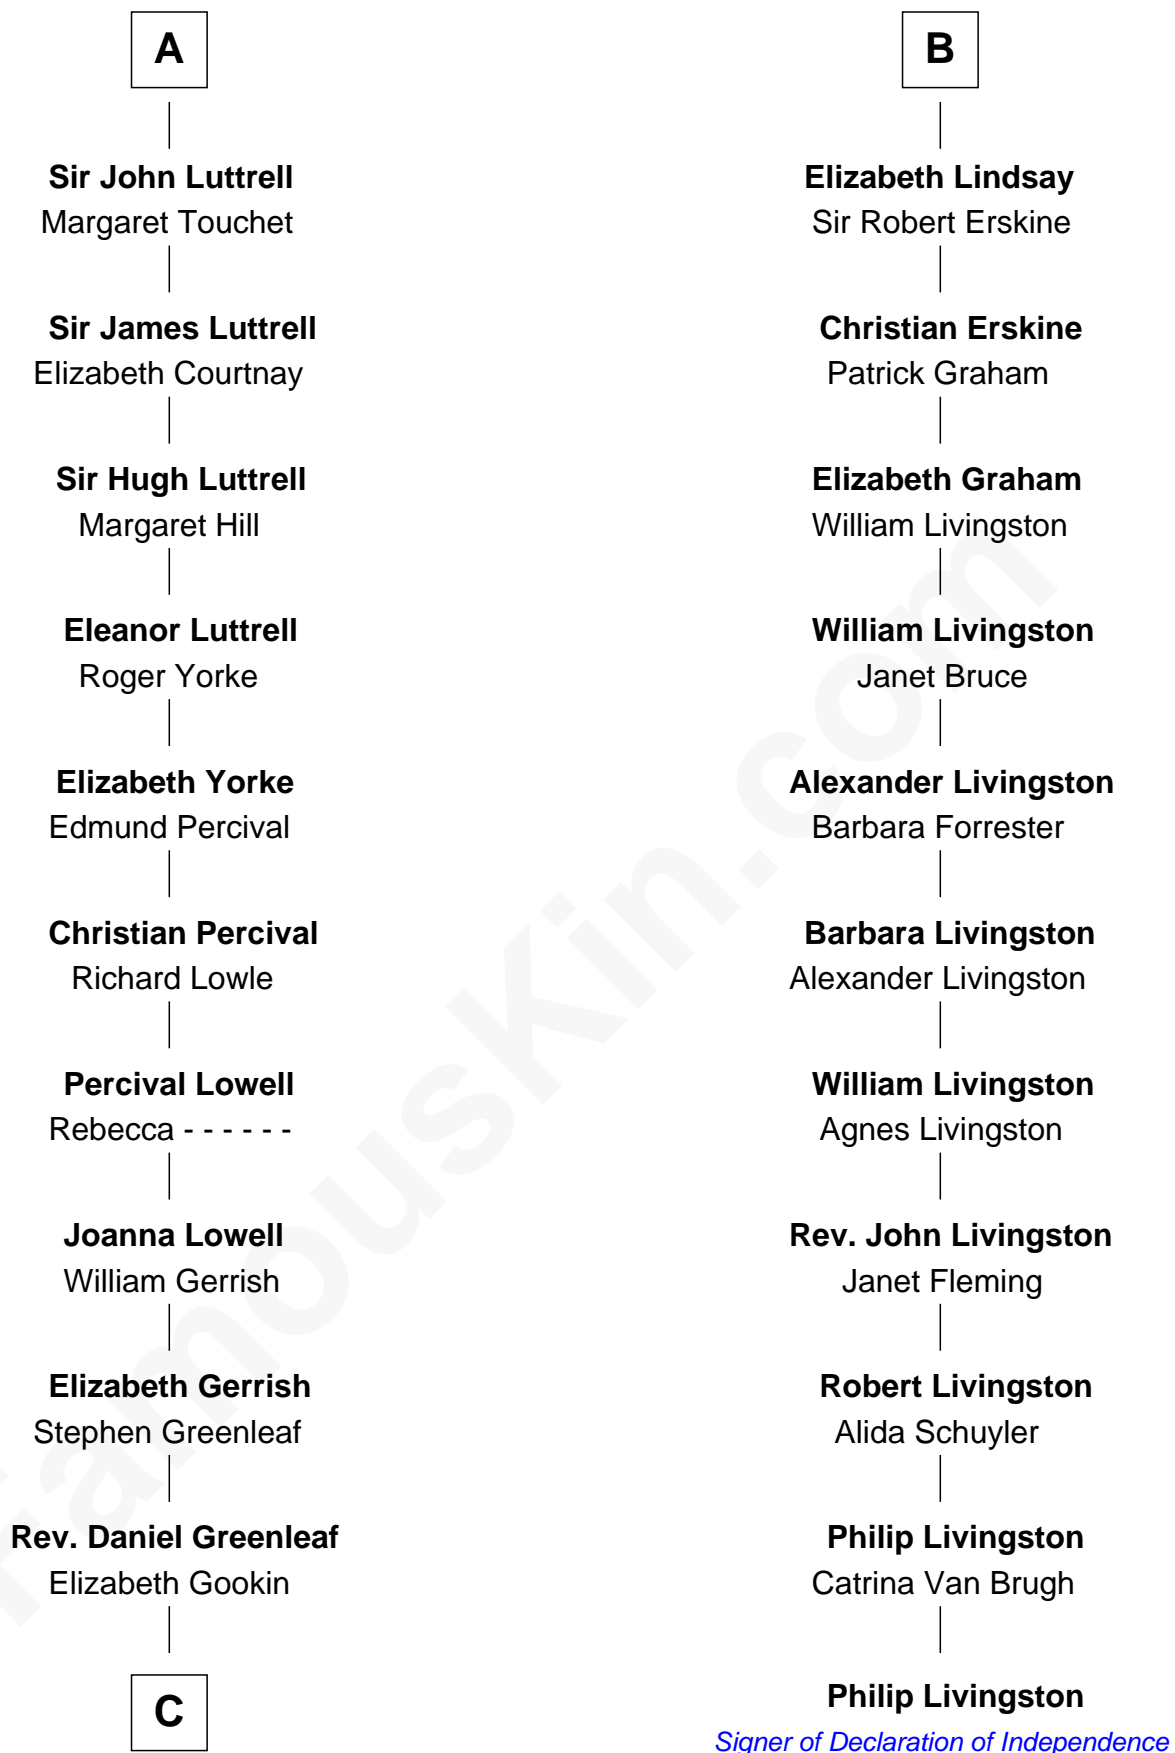 A
Sir John Luttrell
Margaret Touchet
Sir James Luttrell
Elizabeth Courtnay
Sir Hugh Luttrell
Margaret Hill
Eleanor Luttrell
Roger Yorke
Elizabeth Yorke
Edmund Percival
Christian Percival
Richard Lowle
Percival Lowell
Rebecca - - - - - -
Joanna Lowell
William Gerrish
Elizabeth Gerrish
Stephen Greenleaf
Rev. Daniel Greenleaf
Elizabeth Gookin
C
B
Elizabeth Lindsay
Sir Robert Erskine
Christian Erskine
Patrick Graham
Elizabeth Graham
William Livingston
William Livingston
Janet Bruce
Alexander Livingston
Barbara Forrester
Barbara Livingston
Alexander Livingston
William Livingston
Agnes Livingston
Rev. John Livingston
Janet Fleming
Robert Livingston
Alida Schuyler
Philip Livingston
Catrina Van Brugh
Philip Livingston
Signer of Declaration of Independence
FamousKin.com